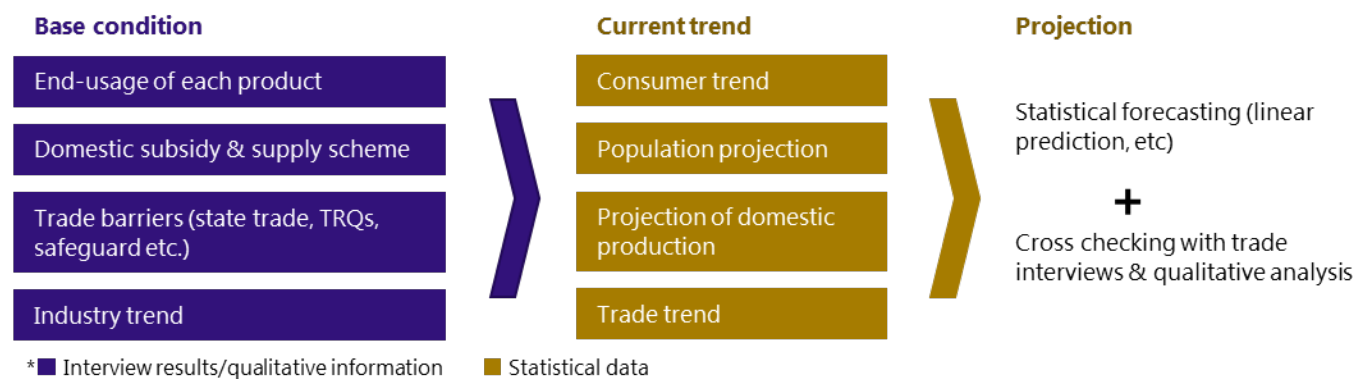 Base condition
End-usage of each product
Domestic subsidy & supply scheme
Trade barriers (state trade, TRQs,
safeguard etc.)
Industry trend
Current trend
Consumer trend
Population projection
Projection of domestic
production
Trade trend
Projection
Statistical forecasting (linear
prediction, etc)
+
Cross checking with trade
interviews & qualitative analysis
* Interview results/qualitative information
Statistical data